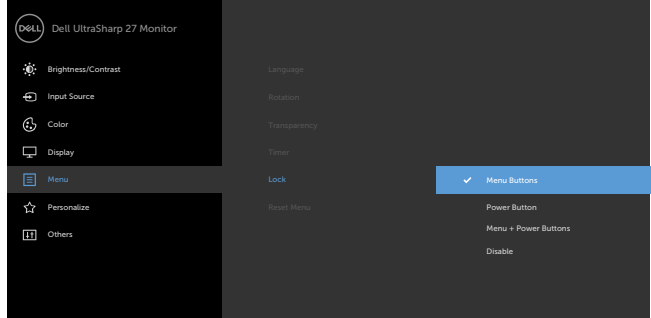 DELL
Dell UltraSharp 27 Monitor
Brightness/Contrast
Input Source
Color
Display
Menu
Personalize
Others
Language
Rotation
Transparency
Timer
Lock
Reset Menu
Menu Buttons
Power Button
Menu + Power Buttons
Disable